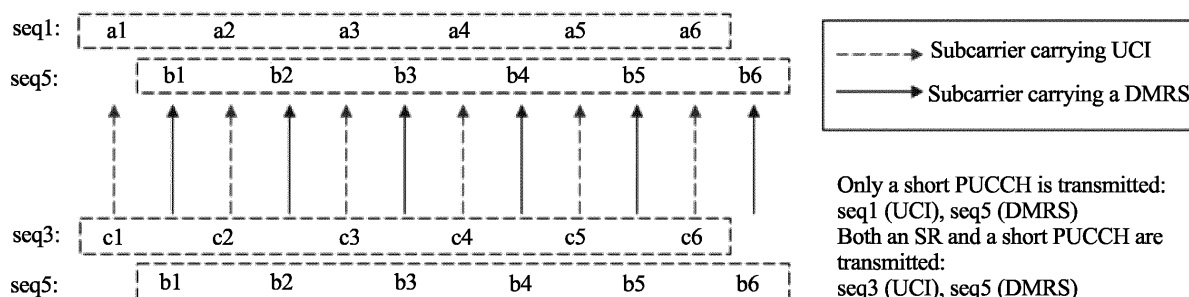 seq1: a1 a2 a3 a4 a5 a6
seq5: b1 b2 b3 b4 b5 b6
seq3: c1 c2 c3 c4 c5 c6
seq5: b1 b2 b3 b4 b5 b6
Subcarrier carrying UCI
Subcarrier carrying a DMRS
Only a short PUCCH is transmitted:
seq1 (UCI), seq5 (DMRS)
Both an SR and a short PUCCH are
transmitted:
seq3 (UCI), seq5 (DMRS)